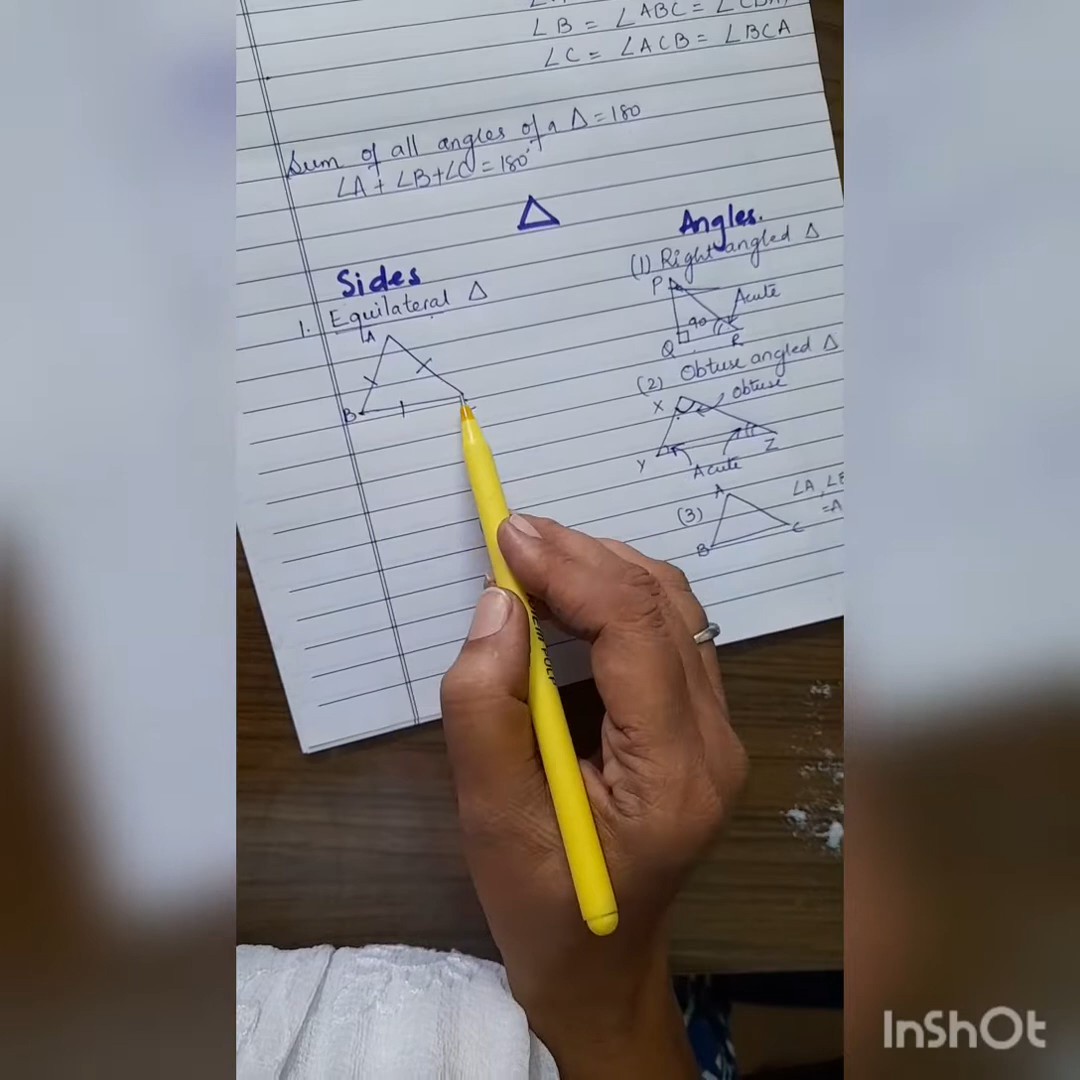 ∠B = ∠ABC = ∠CBA
∠C = ∠ACB = ∠BCA
Sum of all angles of a Δ = 180
∠A + ∠B + ∠C = 180°
Δ
Sides
1. Equilateral Δ
A
B
Angles.
(1) Right angled Δ
P
Acute
90
Q
R
(2) Obtuse angled Δ
X
Obtuse
Y
Z
Acute
(3)
A
B
C
∠A, ∠B
=A
InShOt